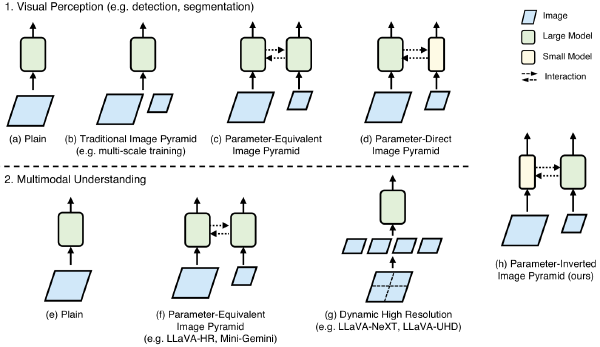 1. Visual Perception (e.g. detection, segmentation)
Image
Large Model
Small Model
Interaction
(a) Plain
(b) Traditional Image Pyramid
(e.g. multi-scale training)
(c) Parameter-Equivalent
Image Pyramid
(d) Parameter-Direct
Image Pyramid
2. Multimodal Understanding
(e) Plain
(f) Parameter-Equivalent
Image Pyramid
(e.g. LLaVA-HR, Mini-Gemini)
(g) Dynamic High Resolution
(e.g. LLaVA-NeXT, LLaVA-UHD)
(h) Parameter-Inverted
Image Pyramid (ours)